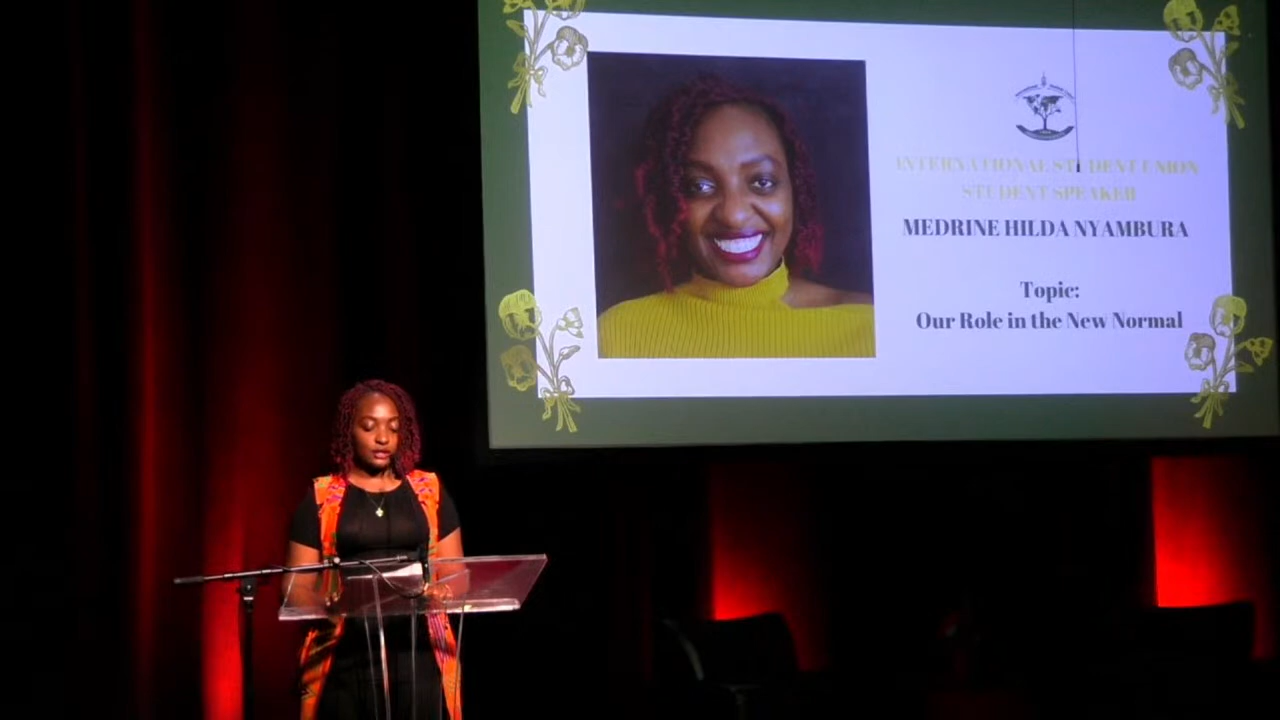 INTERNATIONAL STUDENT UNION
STUDENT SPEAKER
MEDRINE HILDA NYAMBURA
Topic:
Our Role in the New Normal